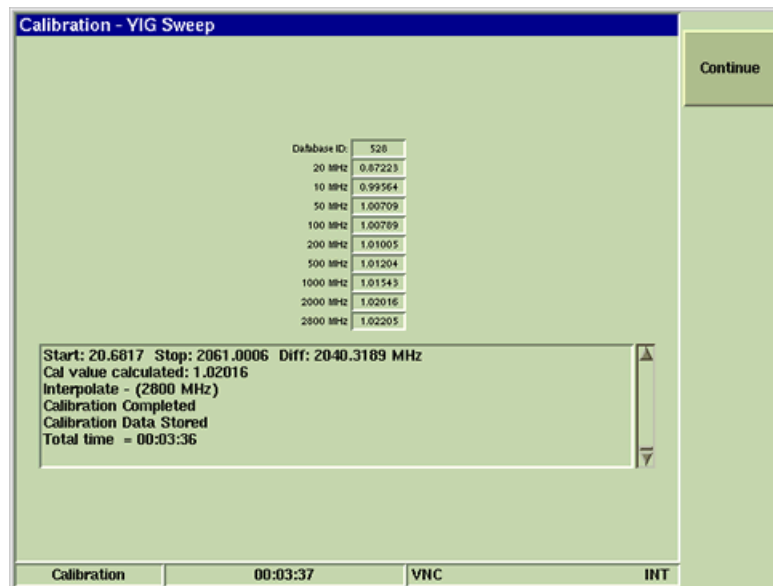 Calibration - YIG Sweep
Continue
Database ID: 528
20 MHz 0.87223
10 MHz 0.99564
50 MHz 1.00709
100 MHz 1.00789
200 MHz 1.01005
500 MHz 1.01204
1000 MHz 1.01543
2000 MHz 1.02016
2800 MHz 1.02205
Start: 20.6817 Stop: 2061.0006 Diff: 2040.3189 MHz
Cal value calculated: 1.02016
Interpolate - (2800 MHz)
Calibration Completed
Calibration Data Stored
Total time = 00:03:36
Calibration 00:03:37 VNC INT